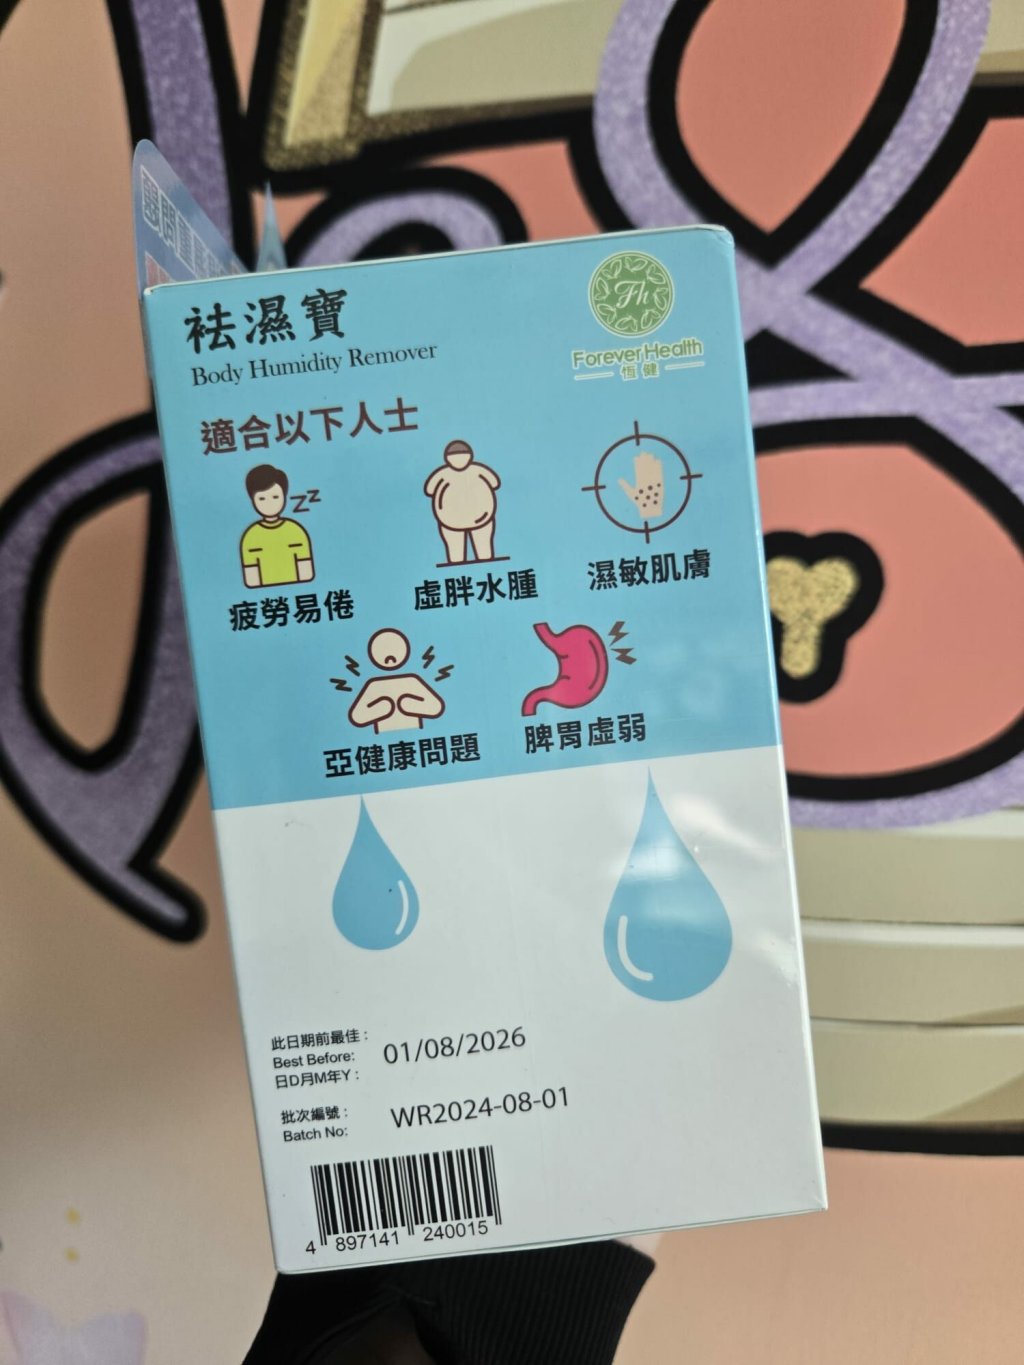 祛濕寶
Body Humidity Remover
Fh
Forever Health
恆健
適合以下人士
zz
疲勞易倦
虛胖水腫
濕敏肌膚
亞健康問題
脾胃虛弱
此日期前最佳：
Best Before: 01/08/2026
日D月M年Y：
批次編號：
Batch No: WR2024-08-01
4 897141 240015